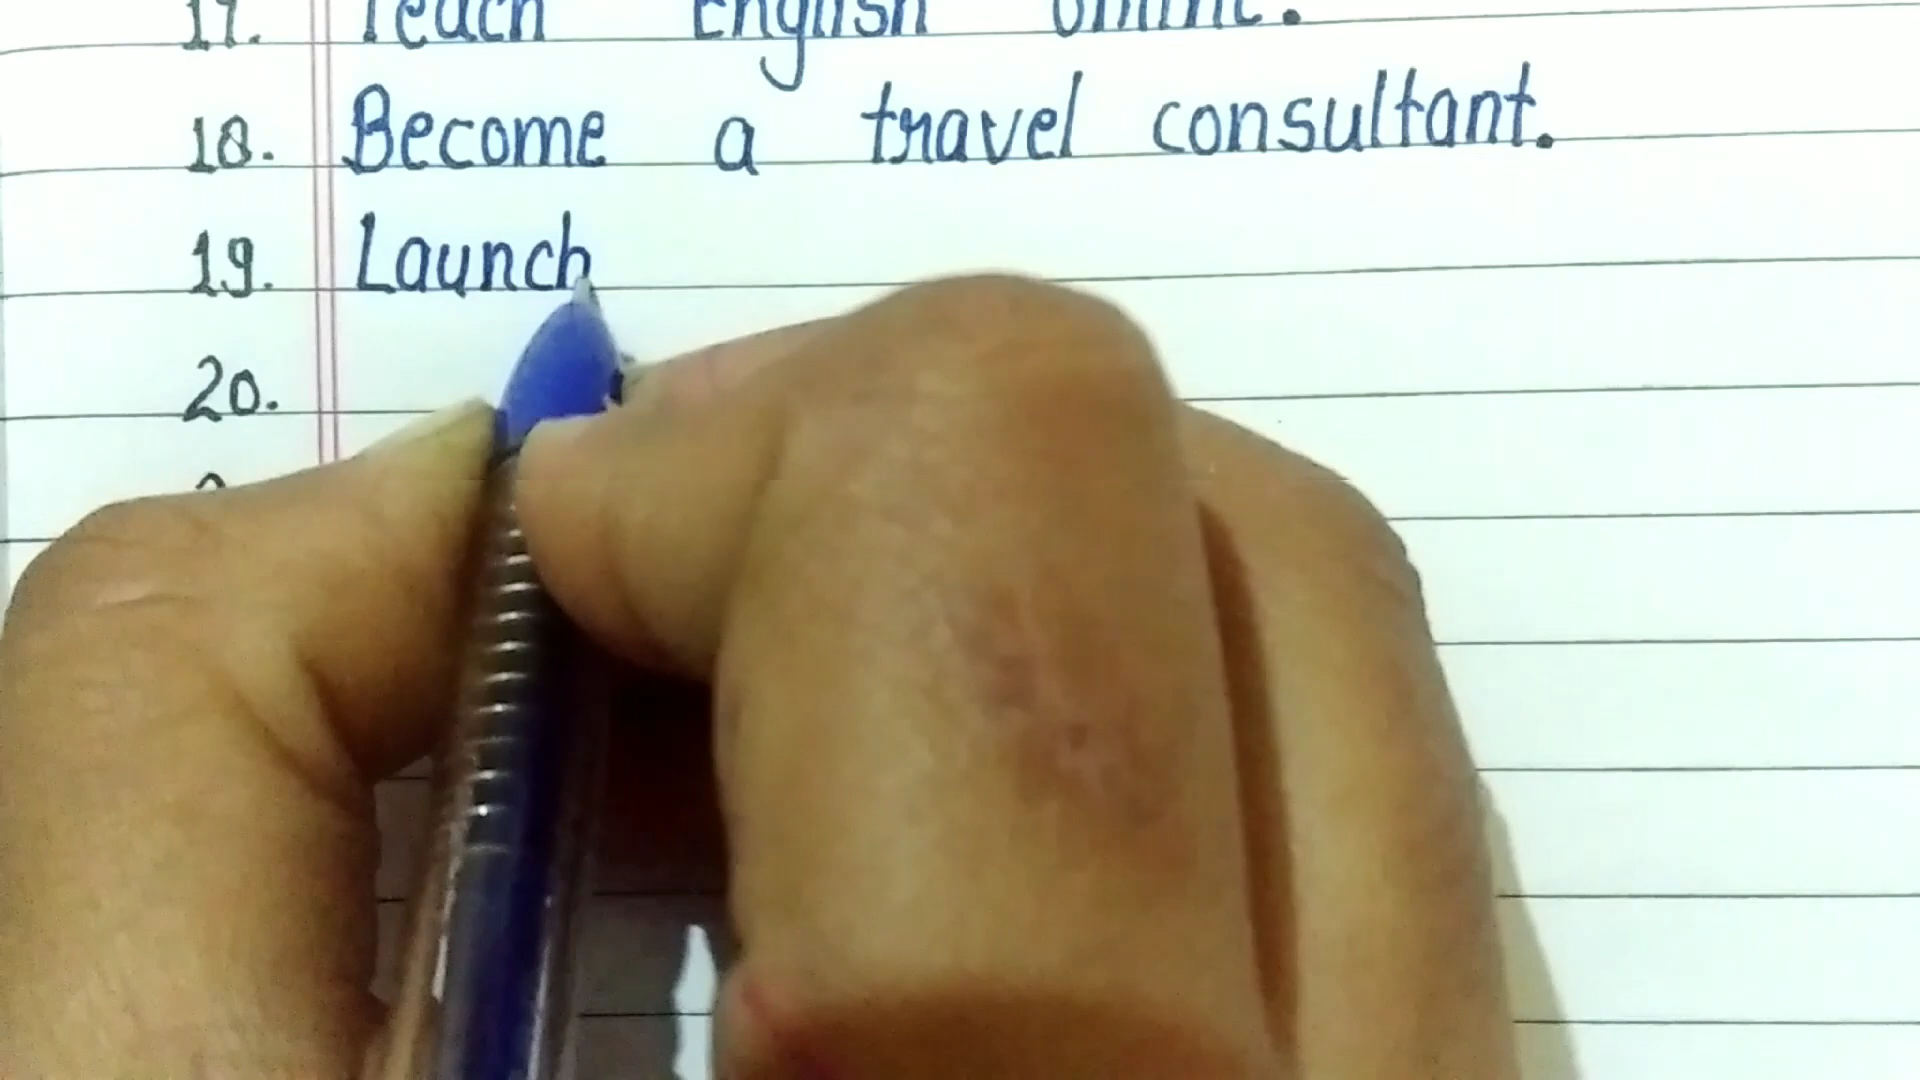 17. Teach English online.
18. Become a travel consultant.
19. Launch
20.